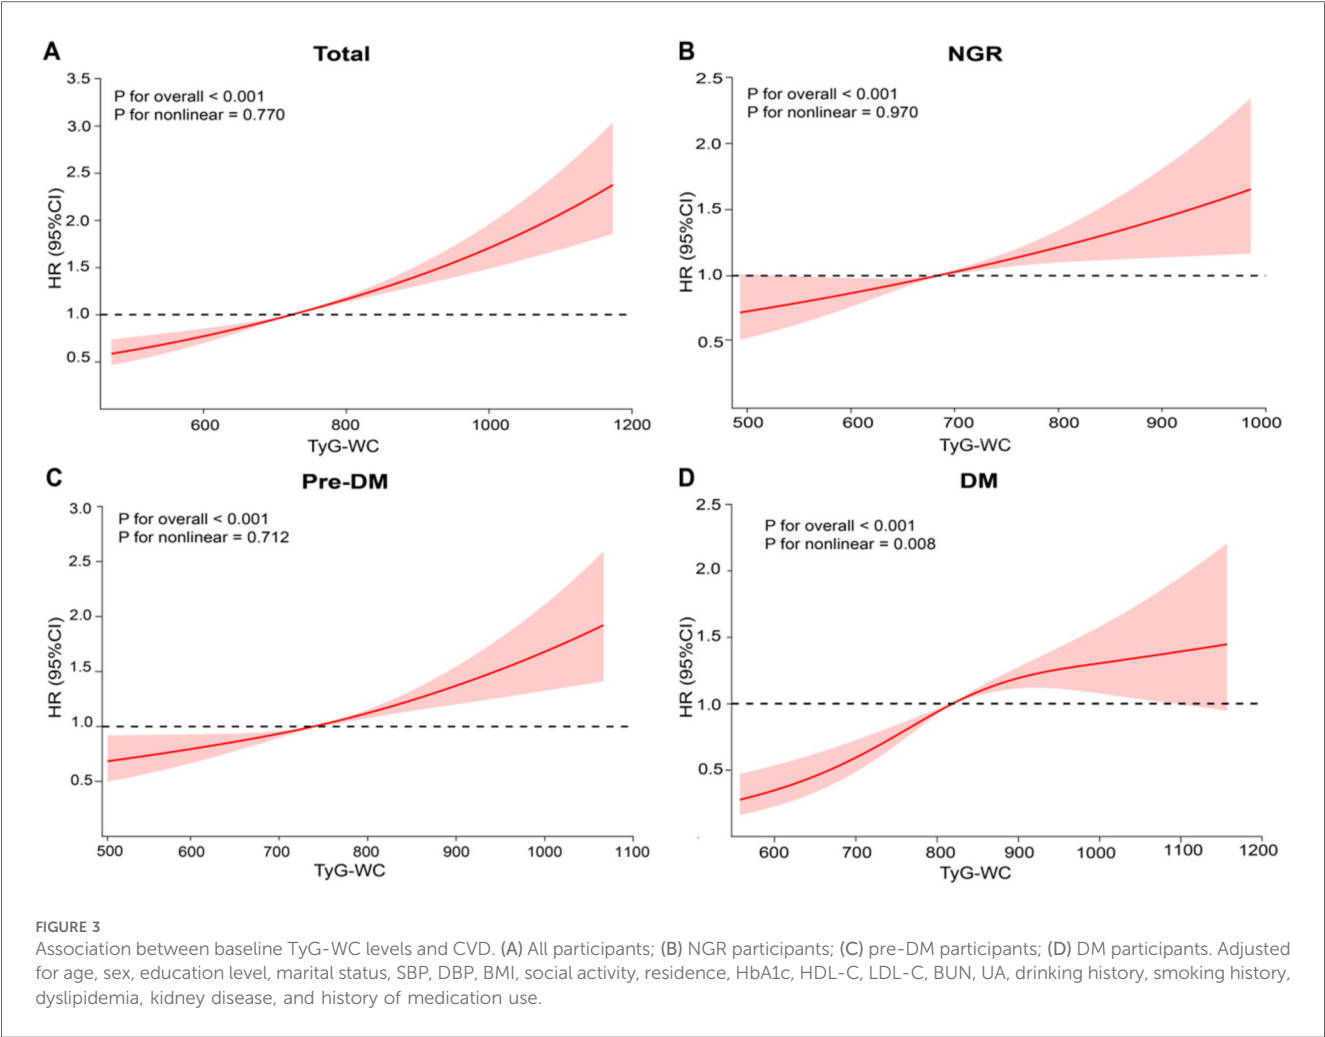 A
Total
P for overall < 0.001
P for nonlinear = 0.770
HR (95%CI)
3.5
3.0
2.5
2.0
1.5
1.0
0.5
600
800
1000
1200
TyG-WC
B
NGR
P for overall < 0.001
P for nonlinear = 0.970
HR (95%CI)
2.5
2.0
1.5
1.0
0.5
500
600
700
800
900
1000
TyG-WC
C
Pre-DM
P for overall < 0.001
P for nonlinear = 0.712
HR (95%CI)
3.0
2.5
2.0
1.5
1.0
0.5
500
600
700
800
900
1000
1100
TyG-WC
D
DM
P for overall < 0.001
P for nonlinear = 0.008
HR (95%CI)
2.5
2.0
1.5
1.0
0.5
600
700
800
900
1000
1100
1200
TyG-WC
FIGURE 3
Association between baseline TyG-WC levels and CVD. (A) All participants; (B) NGR participants; (C) pre-DM participants; (D) DM participants. Adjusted
for age, sex, education level, marital status, SBP, DBP, BMI, social activity, residence, HbA1c, HDL-C, LDL-C, BUN, UA, drinking history, smoking history,
dyslipidemia, kidney disease, and history of medication use.